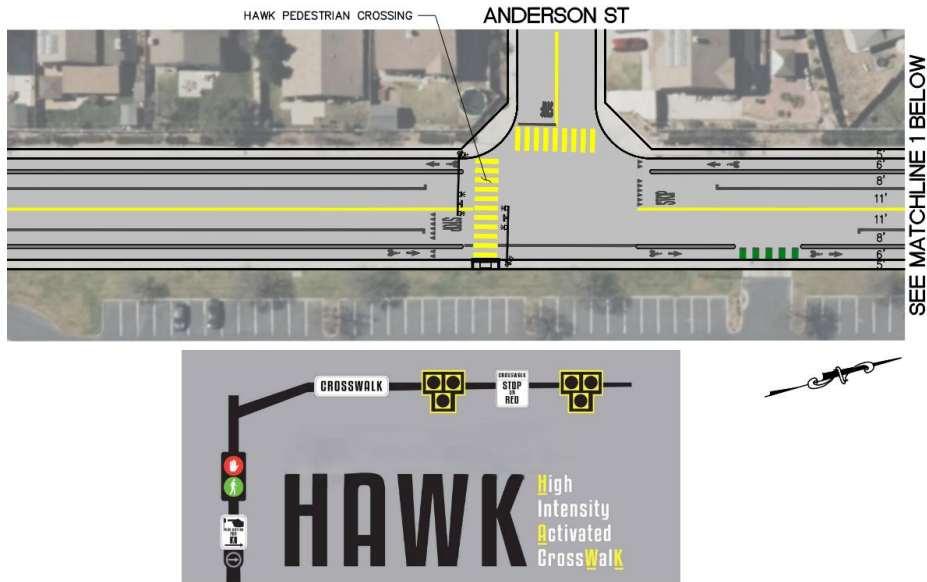 HAWK PEDESTRIAN CROSSING
ANDERSON ST
SEE MATCHLINE 1 BELOW
5'
6'
8'
11'
11'
8'
6'
5'
CROSSWALK
CROSSWALK
STOP
ON
RED
HAWK
High
Intensity
Activated
CrossWalK